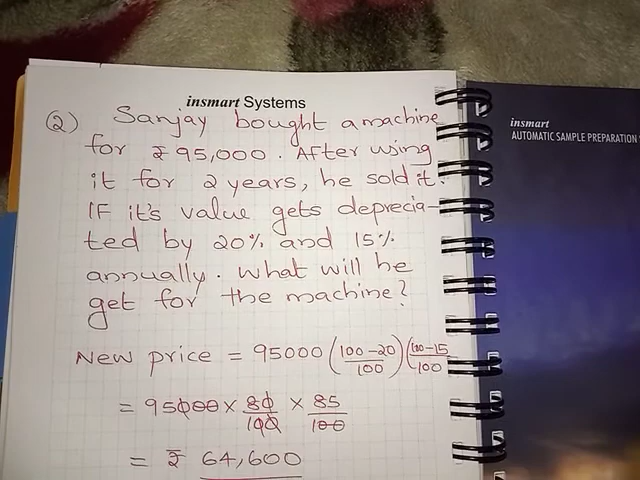 insmart Systems
② Sanjay bought a machine
for ₹ 95,000. After using
it for 2 years, he sold it.
IF it's value gets deprecia-
ted by 20% and 15%
annually. What will he
get for the machine?
New price = 95000 (100-20/100) (100-15/100
= 95000 × 80/100 × 85/100
= ₹ 64,600
insmart
AUTOMATIC SAMPLE PREPARATION